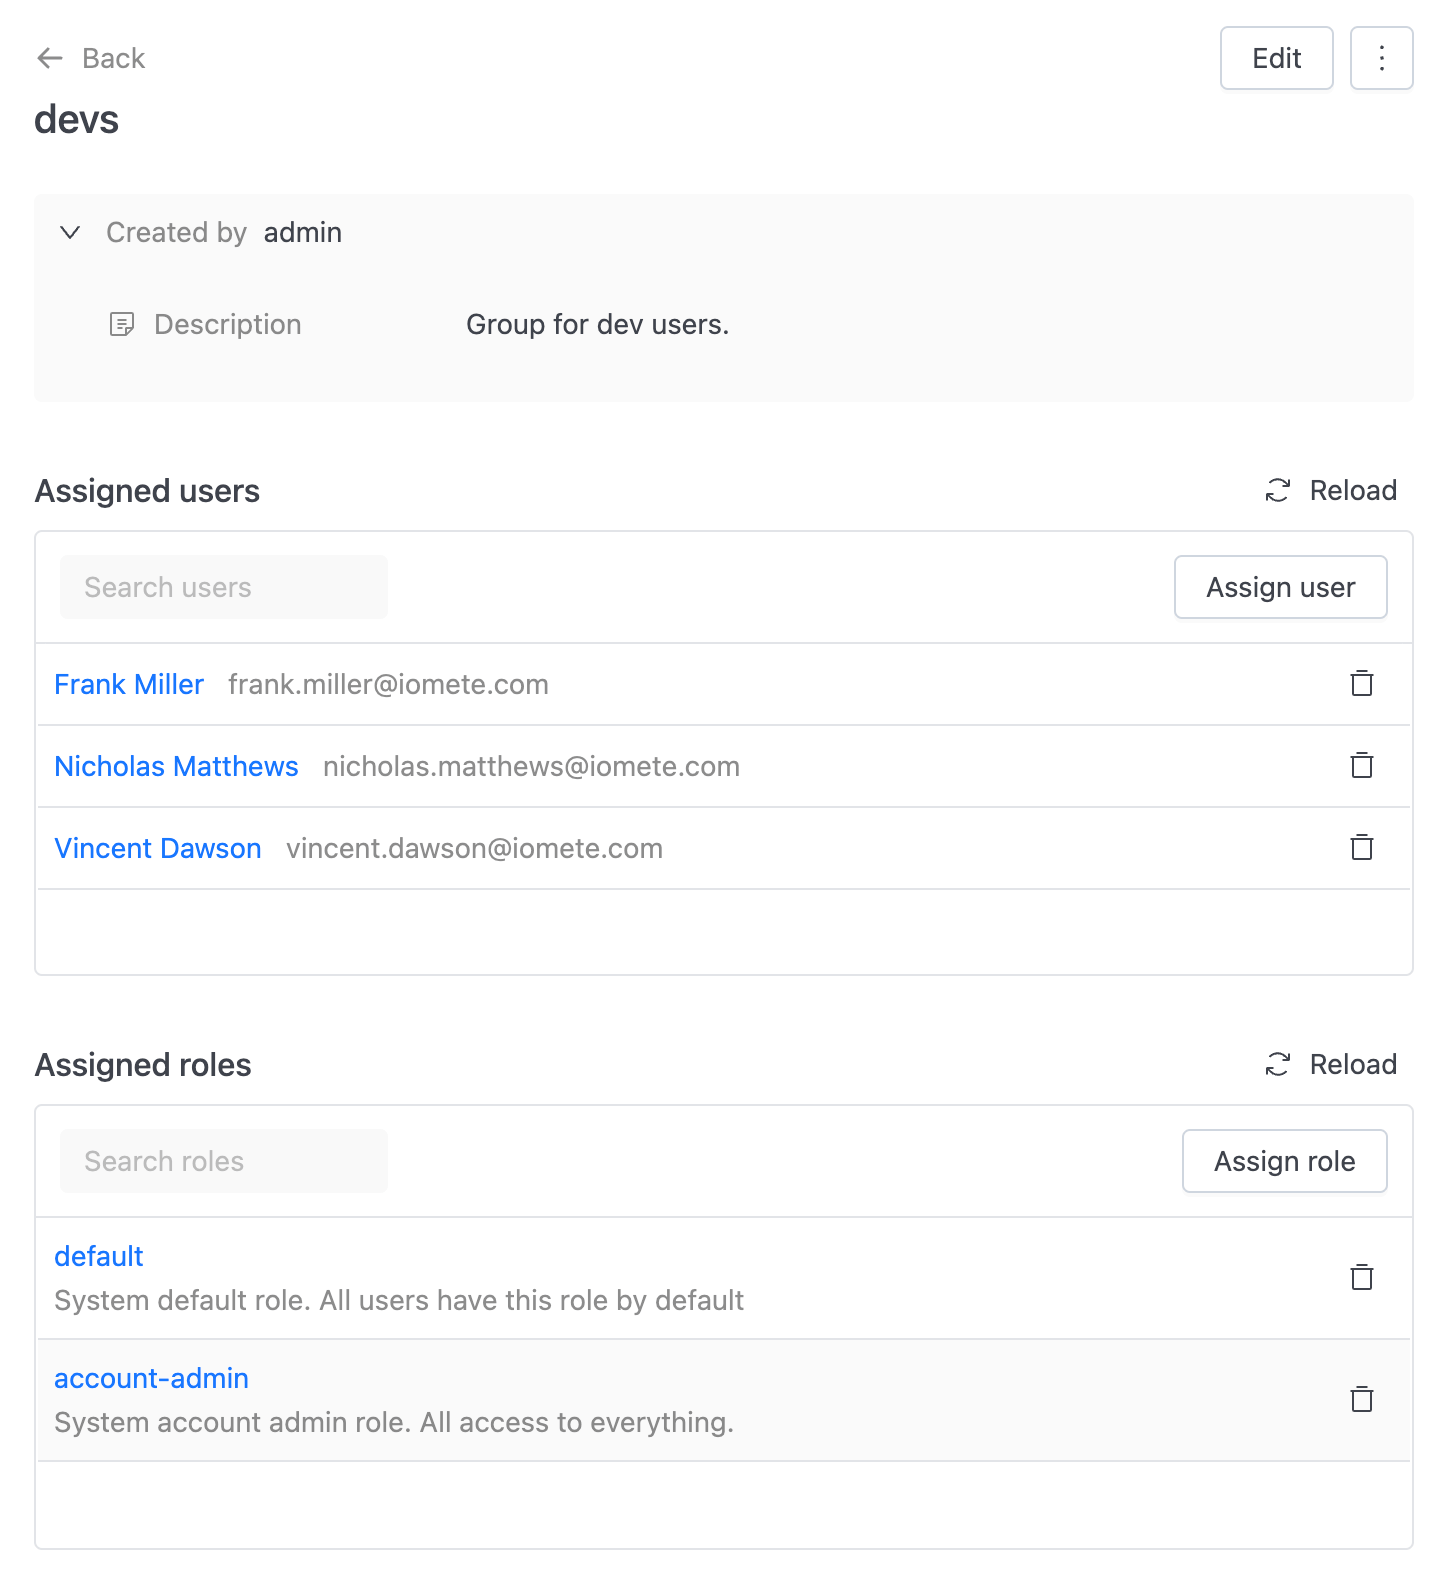 Back
Edit
devs
Created by admin
Description Group for dev users.
Assigned users
Reload
Search users
Assign user
Frank Miller frank.miller@iomete.com
Nicholas Matthews nicholas.matthews@iomete.com
Vincent Dawson vincent.dawson@iomete.com
Assigned roles
Reload
Search roles
Assign role
default
System default role. All users have this role by default
account-admin
System account admin role. All access to everything.